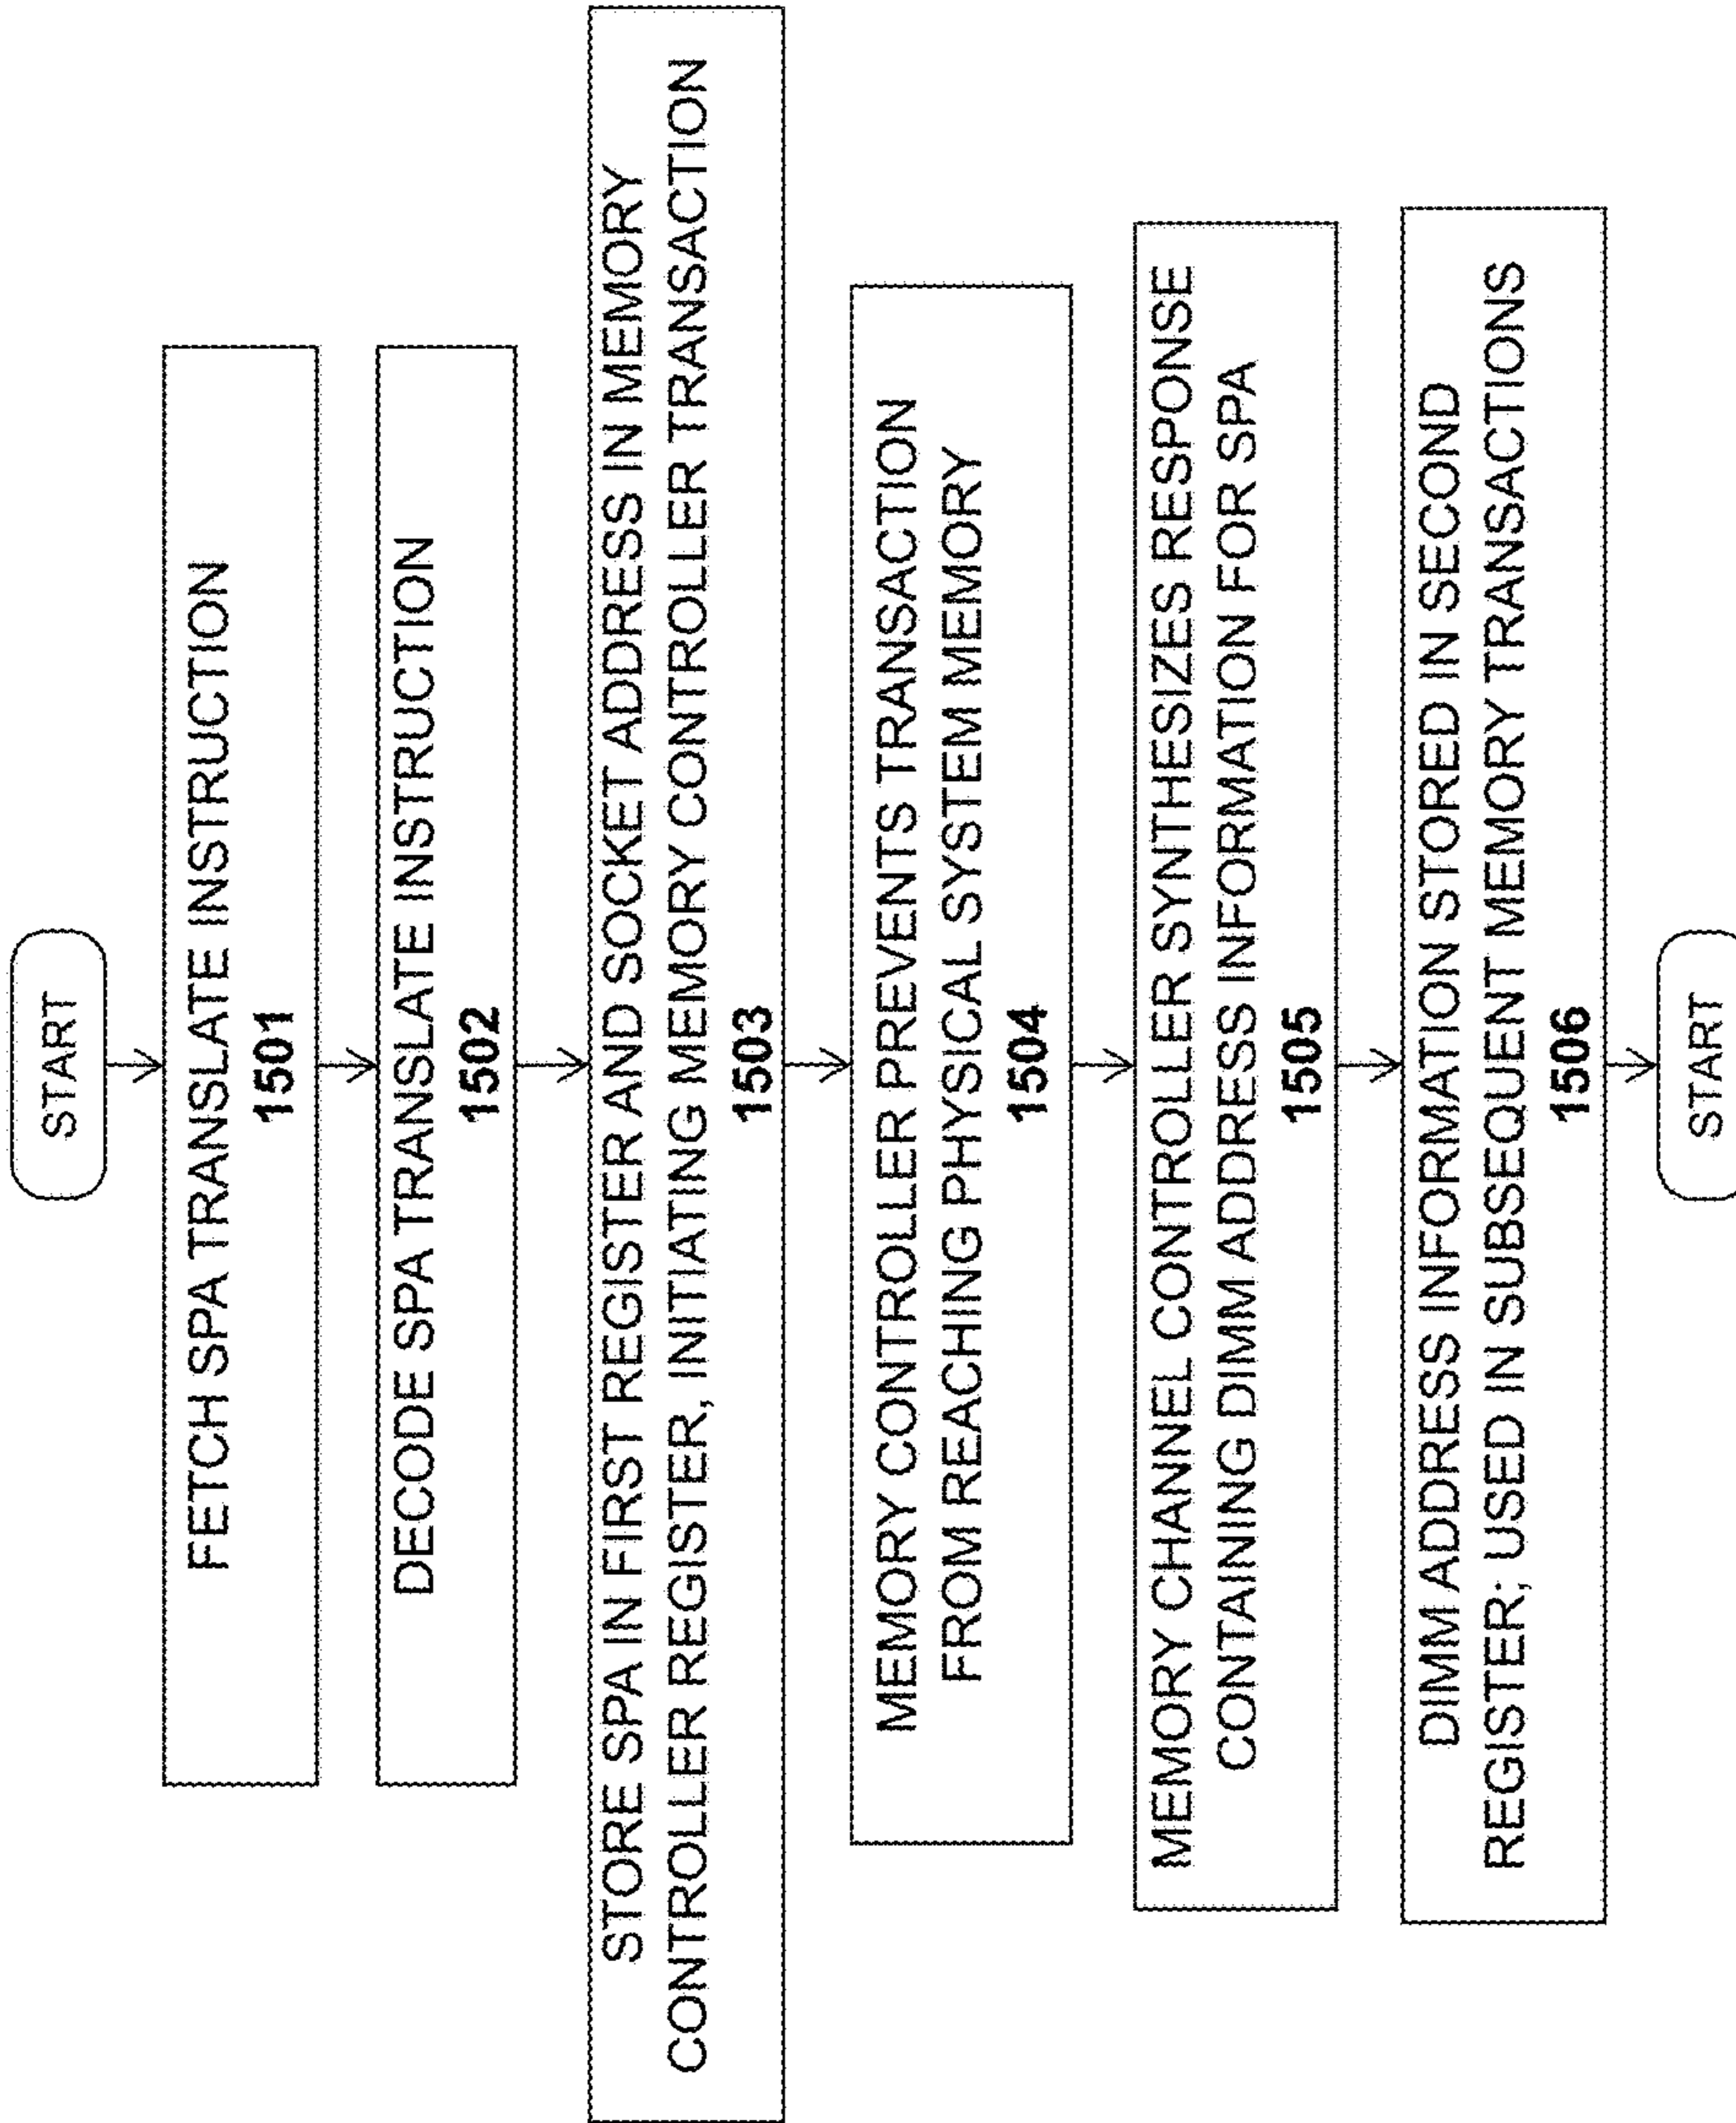 START
FETCH SPA TRANSLATE INSTRUCTION
1501
DECODE SPA TRANSLATE INSTRUCTION
1502
STORE SPA IN FIRST REGISTER AND SOCKET ADDRESS IN MEMORY
CONTROLLER REGISTER, INITIATING MEMORY CONTROLLER TRANSACTION
1503
MEMORY CONTROLLER PREVENTS TRANSACTION
FROM REACHING PHYSICAL SYSTEM MEMORY
1504
MEMORY CHANNEL CONTROLLER SYNTHESIZES RESPONSE
CONTAINING DIMM ADDRESS INFORMATION FOR SPA
1505
DIMM ADDRESS INFORMATION STORED IN SECOND
REGISTER; USED IN SUBSEQUENT MEMORY TRANSACTIONS
1506
START